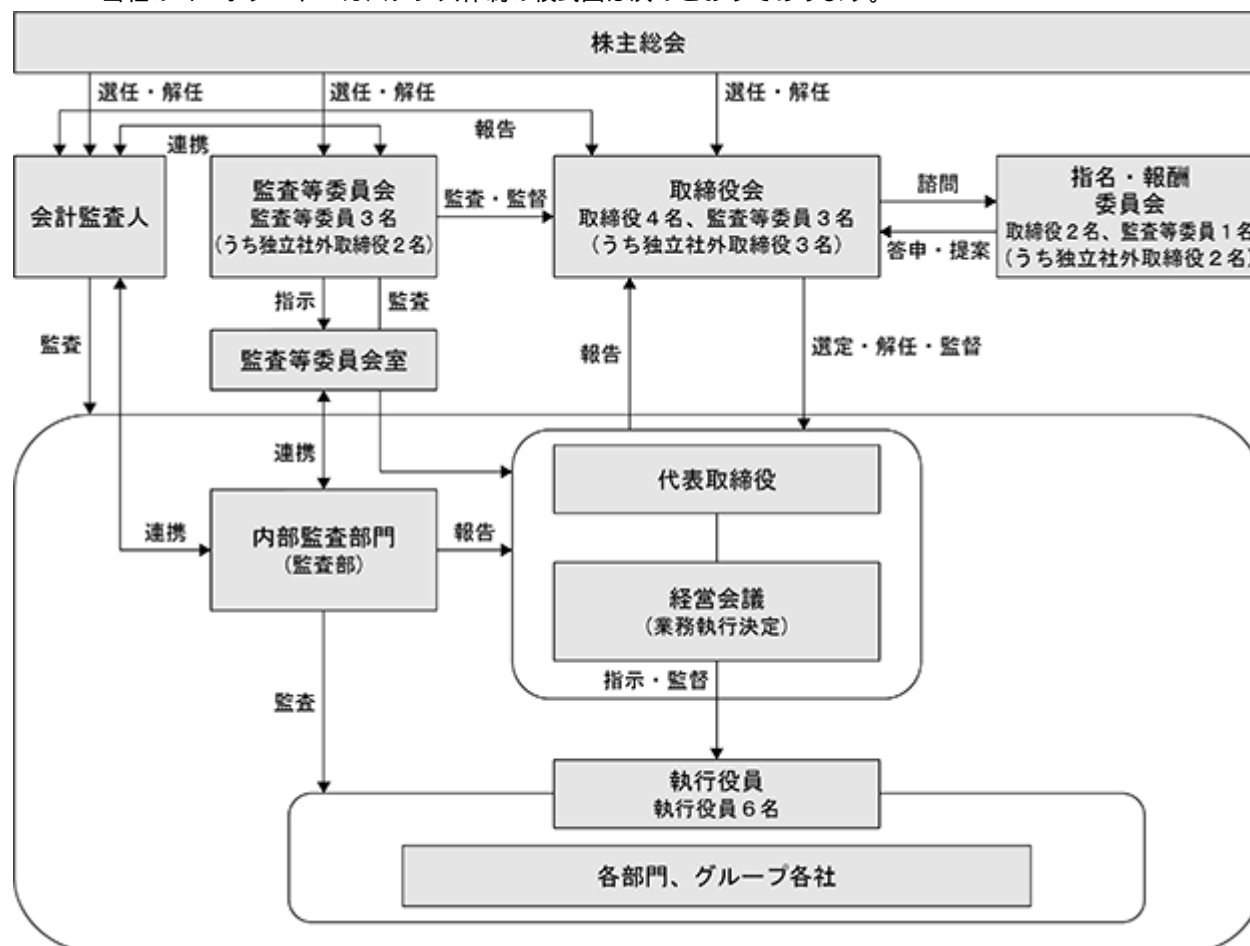 株主総会
選任・解任
選任・解任
選任・解任
報告
連携
会計監査人
監査等委員会
監査等委員3名
(うち独立社外取締役2名)
監査・監督
取締役会
取締役4名、監査等委員3名
(うち独立社外取締役3名)
諮問
答申・提案
指名・報酬
委員会
取締役2名、監査等委員1名
(うち独立社外取締役2名)
監査
指示
監査
監査等委員会室
報告
選定・解任・監督
連携
代表取締役
連携
内部監査部門
(監査部)
報告
経営会議
(業務執行決定)
指示・監督
監査
執行役員
執行役員6名
各部門、グループ各社